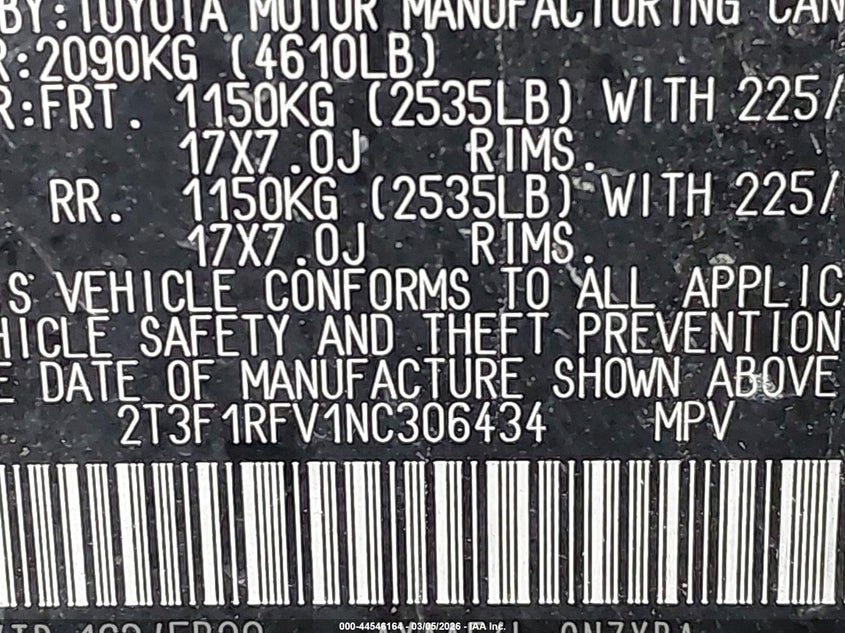 BY:TOYOTA MOTOR MANUFACTURING CAN
R:2090KG (4610LB)
R:FRT. 1150KG (2535LB) WITH 225/
17X7.0J RIMS.
RR. 1150KG (2535LB) WITH 225/
17X7.0J RIMS.
S VEHICLE CONFORMS TO ALL APPLICA
HICLE SAFETY AND THEFT PREVENTION
E DATE OF MANUFACTURE SHOWN ABOVE
2T3F1RFV1NC306434 MPV
000-44546164 - 03/05/2026 - IAA Inc.